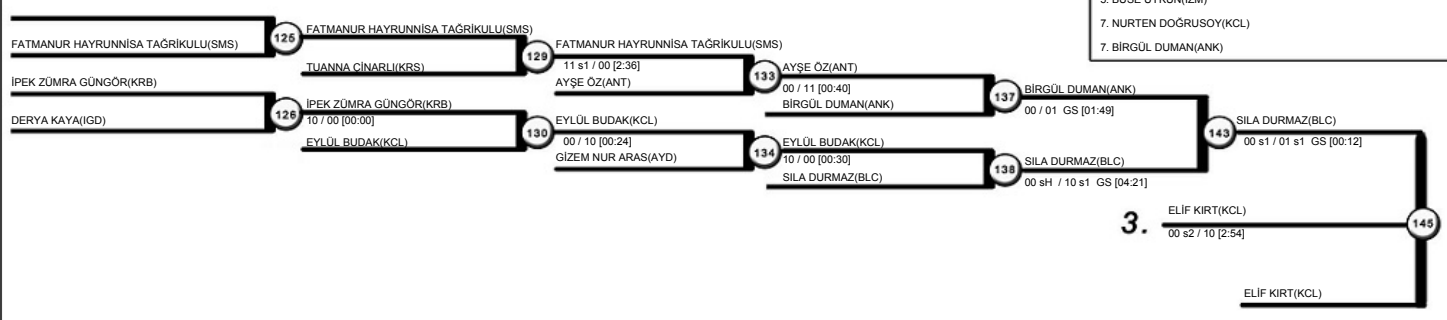 5. BUSE UYKUN(İZM)
7. NURTEN DOĞRUSOY(KCL)
7. BİRGÜL DUMAN(ANK)
FATMANUR HAYRUNNİSA TAĞRİKULU(SMS)
125
FATMANUR HAYRUNNİSA TAĞRİKULU(SMS)
TUANNA ÇİNARLI(KRS)
129
FATMANUR HAYRUNNİSA TAĞRİKULU(SMS)
11 s1 / 00 [2:36]
AYŞE ÖZ(ANT)
133
AYŞE ÖZ(ANT)
00 / 11 [00:40]
BİRGÜL DUMAN(ANK)
137
BİRGÜL DUMAN(ANK)
00 / 01 GS [01:49]
İPEK ZÜMRA GÜNGÖR(KRB)
DERYA KAYA(IGD)
126
İPEK ZÜMRA GÜNGÖR(KRB)
10 / 00 [00:00]
EYLÜL BUDAK(KCL)
130
EYLÜL BUDAK(KCL)
00 / 10 [00:24]
GİZEM NUR ARAS(AYD)
134
EYLÜL BUDAK(KCL)
10 / 00 [00:30]
SILA DURMAZ(BLC)
138
SILA DURMAZ(BLC)
00 sH / 10 s1 GS [04:21]
143
SILA DURMAZ(BLC)
00 s1 / 01 s1 GS [00:12]
3.
ELİF KIRT(KCL)
00 s2 / 10 [2:54]
145
ELİF KIRT(KCL)